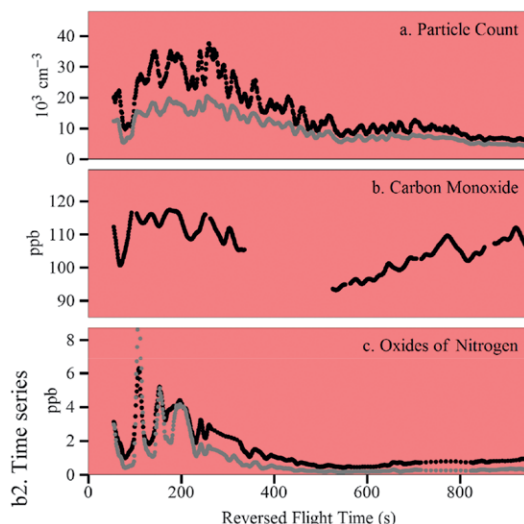 a. Particle Count
40
30
20
10
0
10³ cm⁻³
b. Carbon Monoxide
120
110
100
90
ppb
c. Oxides of Nitrogen
8
6
4
2
0
ppb
b2. Time series
0 200 400 600 800
Reversed Flight Time (s)